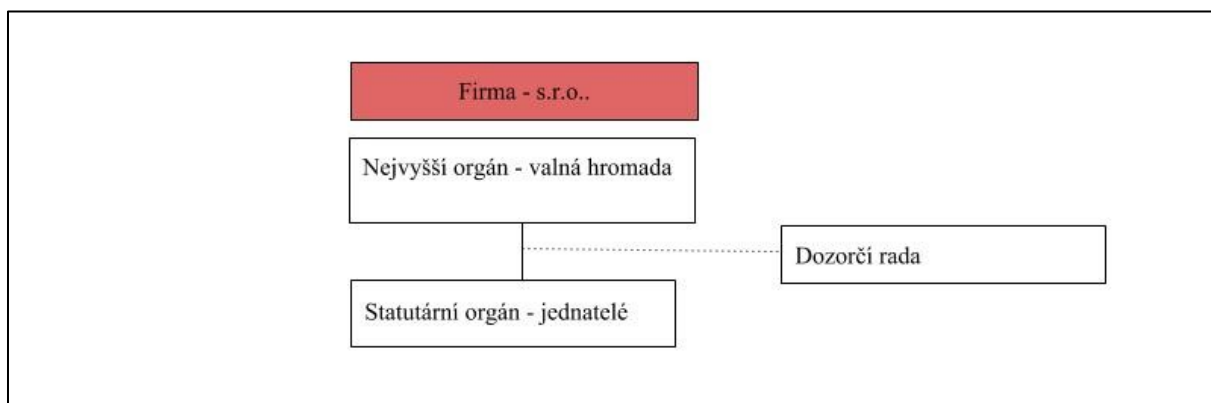 Firma - s.r.o..
Nejvyšší orgán - valná hromada
Dozorčí rada
Statutární orgán - jednatelé